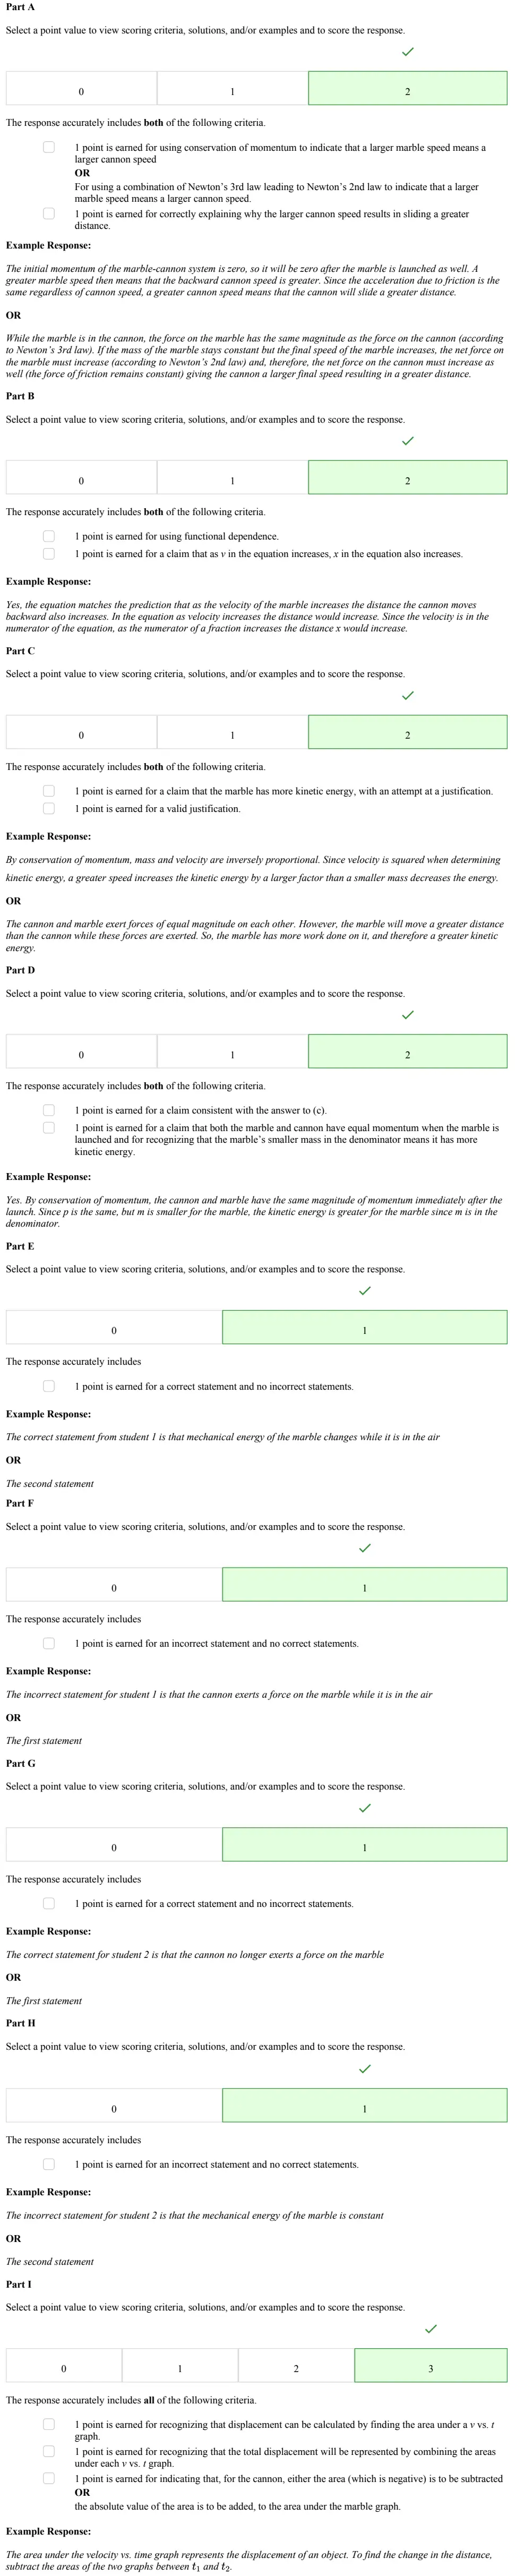 Part A
Select a point value to view scoring criteria, solutions, and/or examples and to score the response.
0 1 2
The response accurately includes both of the following criteria.
1 point is earned for using conservation of momentum to indicate that a larger marble speed means a
larger cannon speed
OR
For using a combination of Newton's 3rd law leading to Newton's 2nd law to indicate that a larger
marble speed means a larger cannon speed.
1 point is earned for correctly explaining why the larger cannon speed results in sliding a greater
distance.
Example Response:
The initial momentum of the marble-cannon system is zero, so it will be zero after the marble is launched as well. A
greater marble speed then means that the backward cannon speed is greater. Since the acceleration due to friction is the
same regardless of cannon speed, a greater cannon speed means that the cannon will slide a greater distance.
OR
While the marble is in the cannon, the force on the marble has the same magnitude as the force on the cannon (according
to Newton's 3rd law). If the mass of the marble stays constant but the final speed of the marble increases, the net force on
the marble must increase (according to Newton's 2nd law) and, therefore, the net force on the cannon must increase as
well (the force of friction remains constant) giving the cannon a larger final speed resulting in a greater distance.
Part B
Select a point value to view scoring criteria, solutions, and/or examples and to score the response.
0 1 2
The response accurately includes both of the following criteria.
1 point is earned for using functional dependence.
1 point is earned for a claim that as v in the equation increases, x in the equation also increases.
Example Response:
Yes, the equation matches the prediction that as the velocity of the marble increases the distance the cannon moves
backward also increases. In the equation as velocity increases the distance would increase. Since the velocity is in the
numerator of the equation, as the numerator of a fraction increases the distance x would increase.
Part C
Select a point value to view scoring criteria, solutions, and/or examples and to score the response.
0 1 2
The response accurately includes both of the following criteria.
1 point is earned for a claim that the marble has more kinetic energy, with an attempt at a justification.
1 point is earned for a valid justification.
Example Response:
By conservation of momentum, mass and velocity are inversely proportional. Since velocity is squared when determining
kinetic energy, a greater speed increases the kinetic energy by a larger factor than a smaller mass decreases the energy.
OR
The cannon and marble exert forces of equal magnitude on each other. However, the marble will move a greater distance
than the cannon while these forces are exerted. So, the marble has more work done on it, and therefore a greater kinetic
energy.
Part D
Select a point value to view scoring criteria, solutions, and/or examples and to score the response.
0 1 2
The response accurately includes both of the following criteria.
1 point is earned for a claim consistent with the answer to (c).
1 point is earned for a claim that both the marble and cannon have equal momentum when the marble is
launched and for recognizing that the marble's smaller mass in the denominator means it has more
kinetic energy.
Example Response:
Yes. By conservation of momentum, the cannon and marble have the same magnitude of momentum immediately after the
launch. Since p is the same, but m is smaller for the marble, the kinetic energy is greater for the marble since m is in the
denominator.
Part E
Select a point value to view scoring criteria, solutions, and/or examples and to score the response.
0 1
The response accurately includes
1 point is earned for a correct statement and no incorrect statements.
Example Response:
The correct statement from student 1 is that mechanical energy of the marble changes while it is in the air
OR
The second statement
Part F
Select a point value to view scoring criteria, solutions, and/or examples and to score the response.
0 1
The response accurately includes
1 point is earned for an incorrect statement and no correct statements.
Example Response:
The incorrect statement for student 1 is that the cannon exerts a force on the marble while it is in the air
OR
The first statement
Part G
Select a point value to view scoring criteria, solutions, and/or examples and to score the response.
0 1
The response accurately includes
1 point is earned for a correct statement and no incorrect statements.
Example Response:
The correct statement for student 2 is that the cannon no longer exerts a force on the marble
OR
The first statement
Part H
Select a point value to view scoring criteria, solutions, and/or examples and to score the response.
0 1
The response accurately includes
1 point is earned for an incorrect statement and no correct statements.
Example Response:
The incorrect statement for student 2 is that the mechanical energy of the marble is constant
OR
The second statement
Part I
Select a point value to view scoring criteria, solutions, and/or examples and to score the response.
0 1 2 3
The response accurately includes all of the following criteria.
1 point is earned for recognizing that displacement can be calculated by finding the area under a v vs. t
graph.
1 point is earned for recognizing that the total displacement will be represented by combining the areas
under each v vs. t graph.
1 point is earned for indicating that, for the cannon, either the area (which is negative) is to be subtracted
OR
the absolute value of the area is to be added, to the area under the marble graph.
Example Response:
The area under the velocity vs. time graph represents the displacement of an object. To find the change in the distance,
subtract the areas of the two graphs between t₁ and t₂.